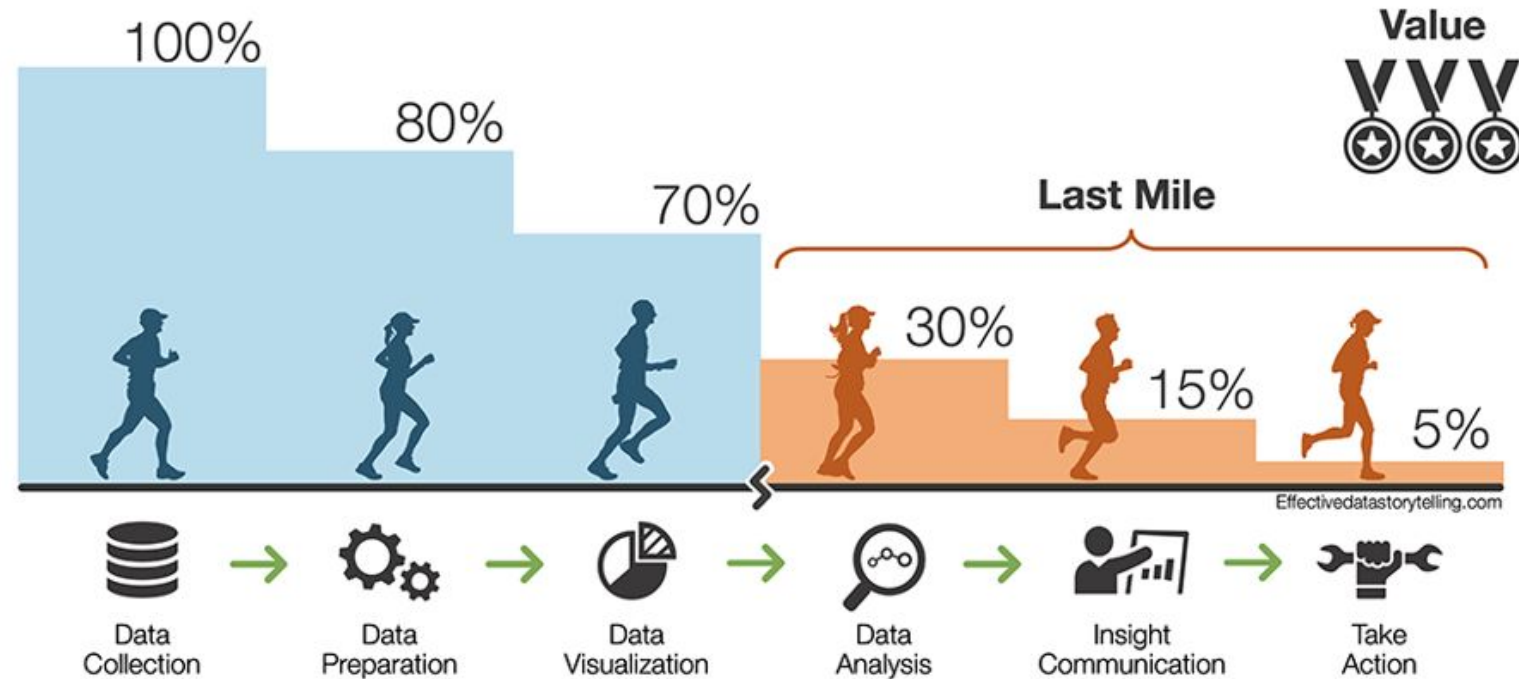 100%
80%
70%
Value
Last Mile
30%
15%
5%
Effectivedatastorytelling.com
Data
Collection
Data
Preparation
Data
Visualization
Data
Analysis
Insight
Communication
Take
Action